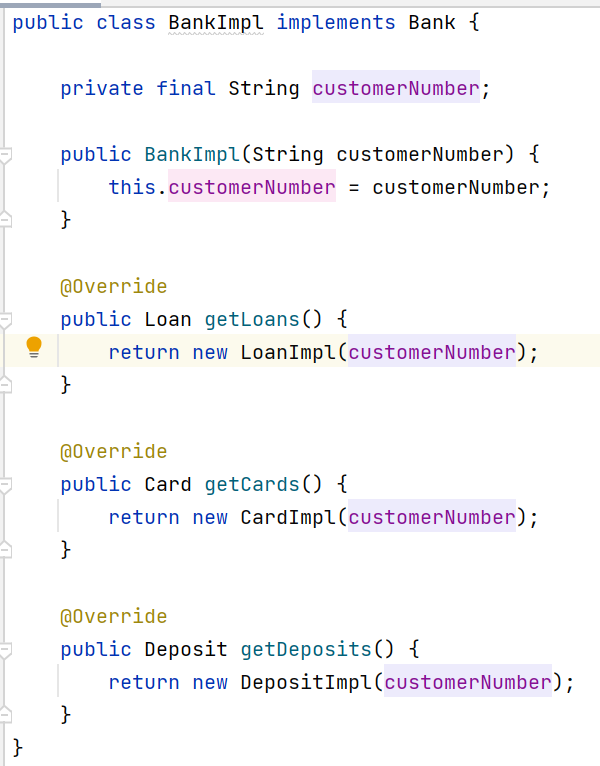 public class BankImpl implements Bank {
private final String customerNumber;
public BankImpl(String customerNumber) {
this.customerNumber = customerNumber;
}
@Override
public Loan getLoans() {
return new LoanImpl(customerNumber);
}
@Override
public Card getCards() {
return new CardImpl(customerNumber);
}
@Override
public Deposit getDeposits() {
return new DepositImpl(customerNumber);
}
}